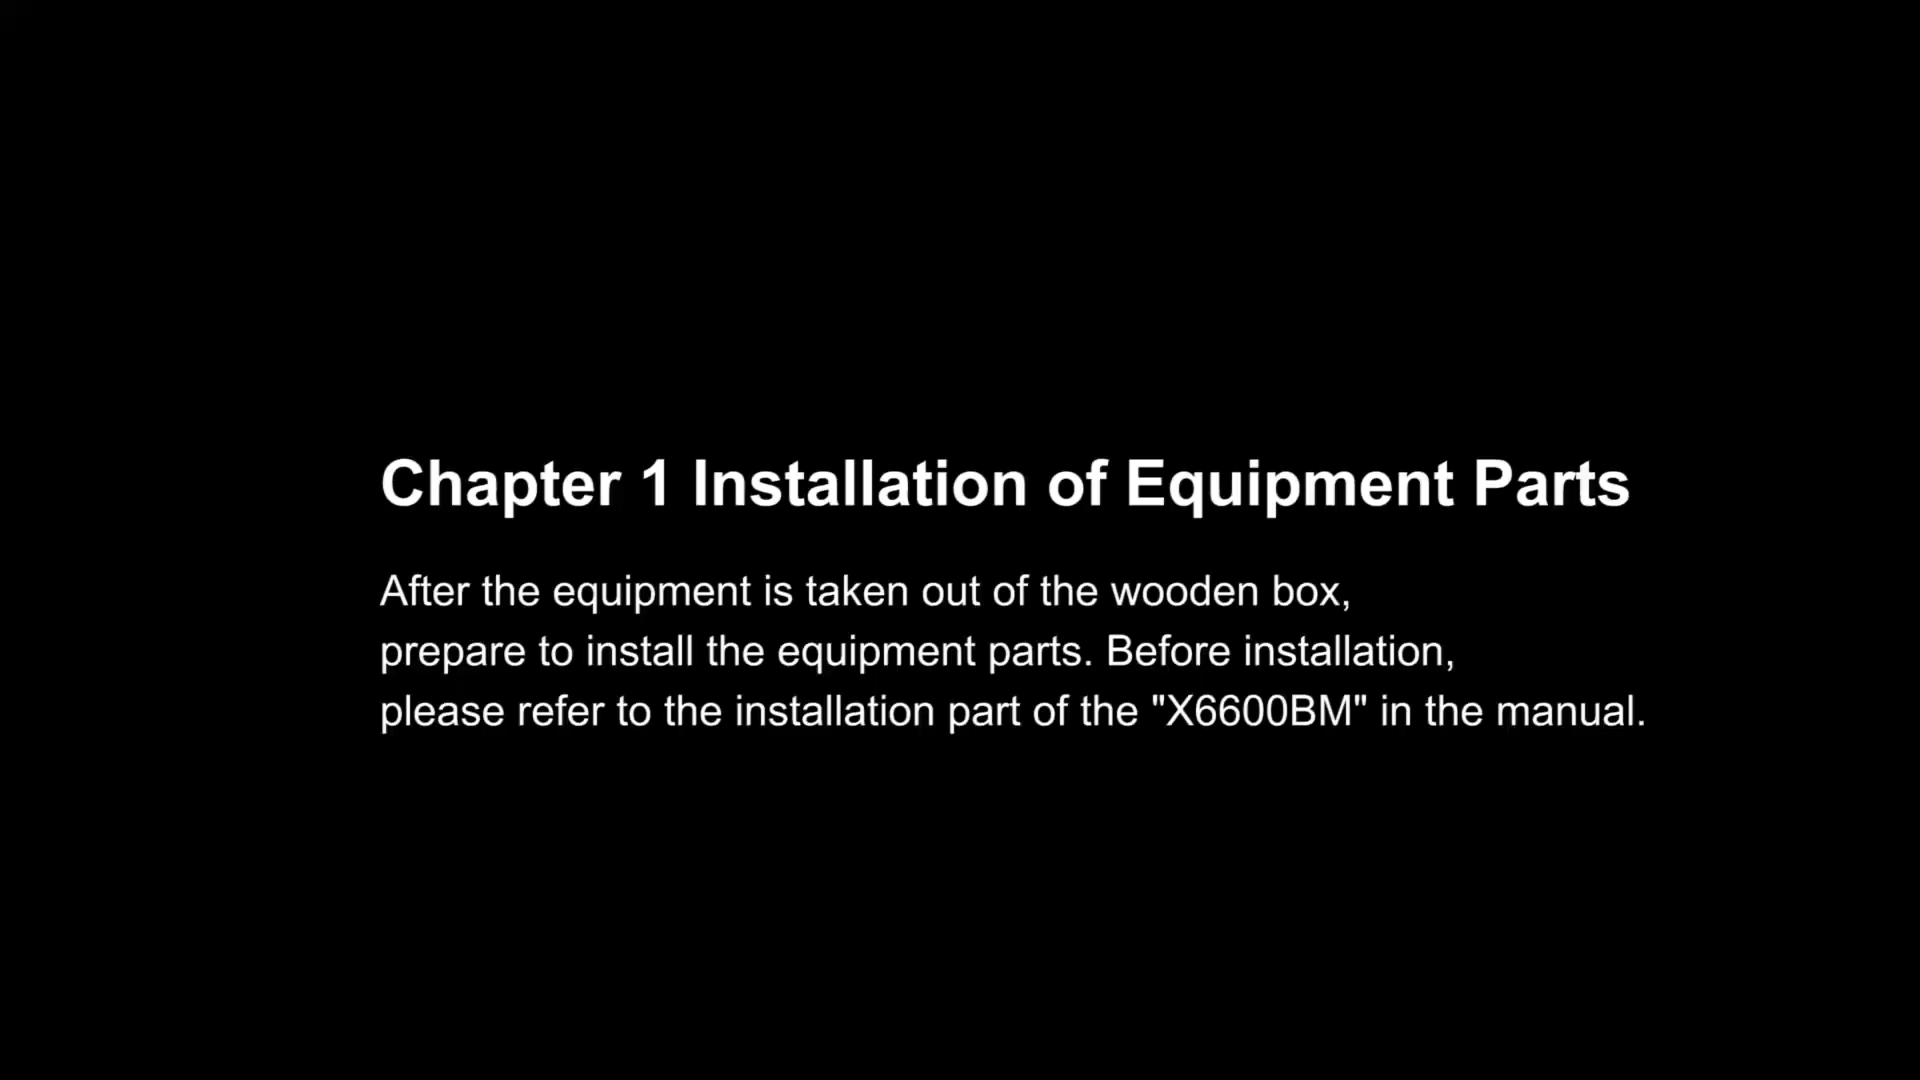 Chapter 1 Installation of Equipment Parts
After the equipment is taken out of the wooden box,
prepare to install the equipment parts. Before installation,
please refer to the installation part of the "X6600BM" in the manual.